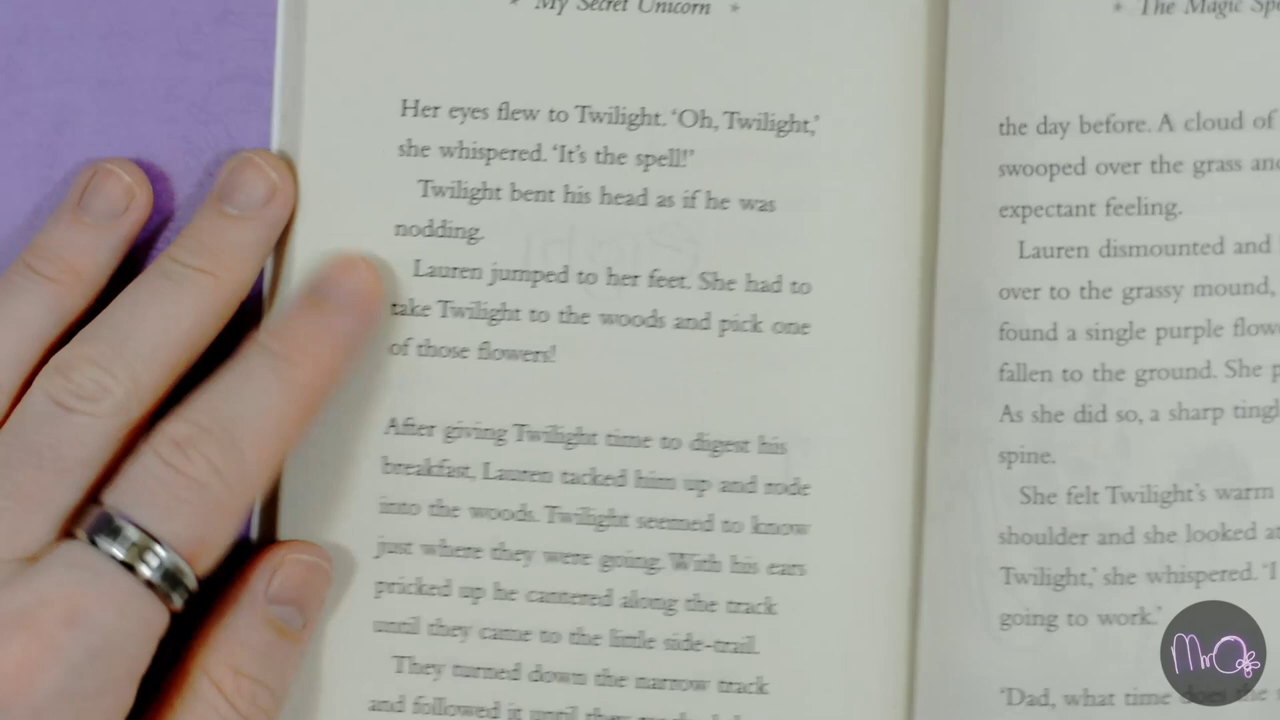 * My Secret Unicorn *
Her eyes flew to Twilight. ‘Oh, Twilight,’
she whispered. ‘It’s the spell!’
Twilight bent his head as if he was
nodding.
Lauren jumped to her feet. She had to
take Twilight to the woods and pick one
of those flowers!
After giving Twilight time to digest his
breakfast, Lauren tacked him up and rode
into the woods. Twilight seemed to know
just where they were going. With his ears
pricked up he cantered along the track
until they came to the little side-trail.
They turned down the narrow track
and followed it until they
* The Magic Spe
the day before. A cloud of
swooped over the grass and
expectant feeling.
Lauren dismounted and
over to the grassy mound,
found a single purple flow
fallen to the ground. She p
As she did so, a sharp tingl
spine.
She felt Twilight’s warm
shoulder and she looked at
Twilight,’ she whispered. ‘I
going to work.’
‘Dad, what time does the
MrO